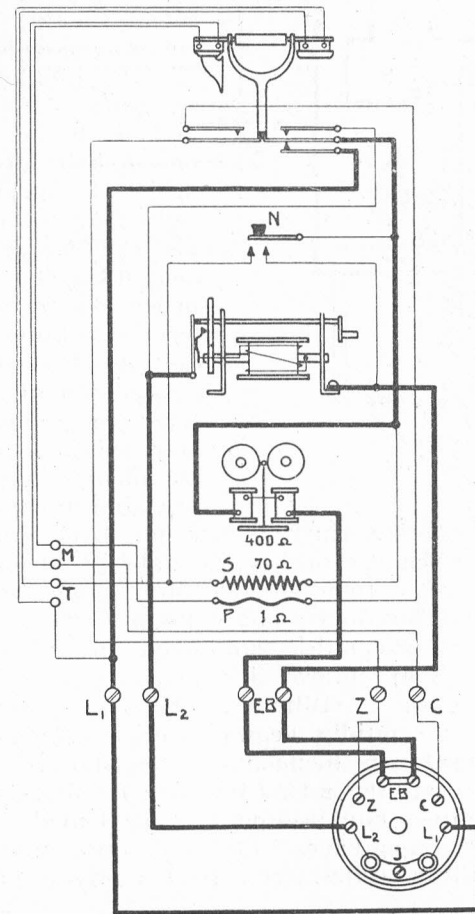 N
400 Ω
M
S 70 Ω
T
P 1 Ω
L₁ L₂ EB Z C
EB
Z C
L₂ L₁
J